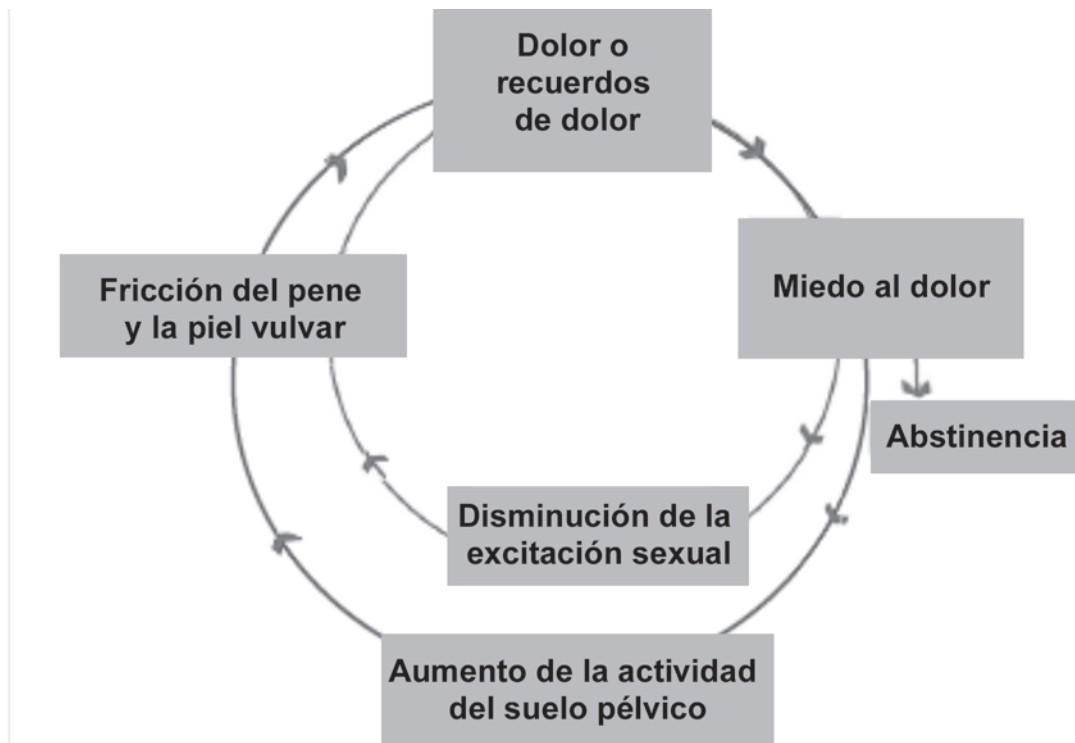 Dolor o
recuerdos
de dolor
Fricción del pene
y la piel vulvar
Miedo al dolor
Abstinencia
Disminución de la
excitación sexual
Aumento de la actividad
del suelo pélvico